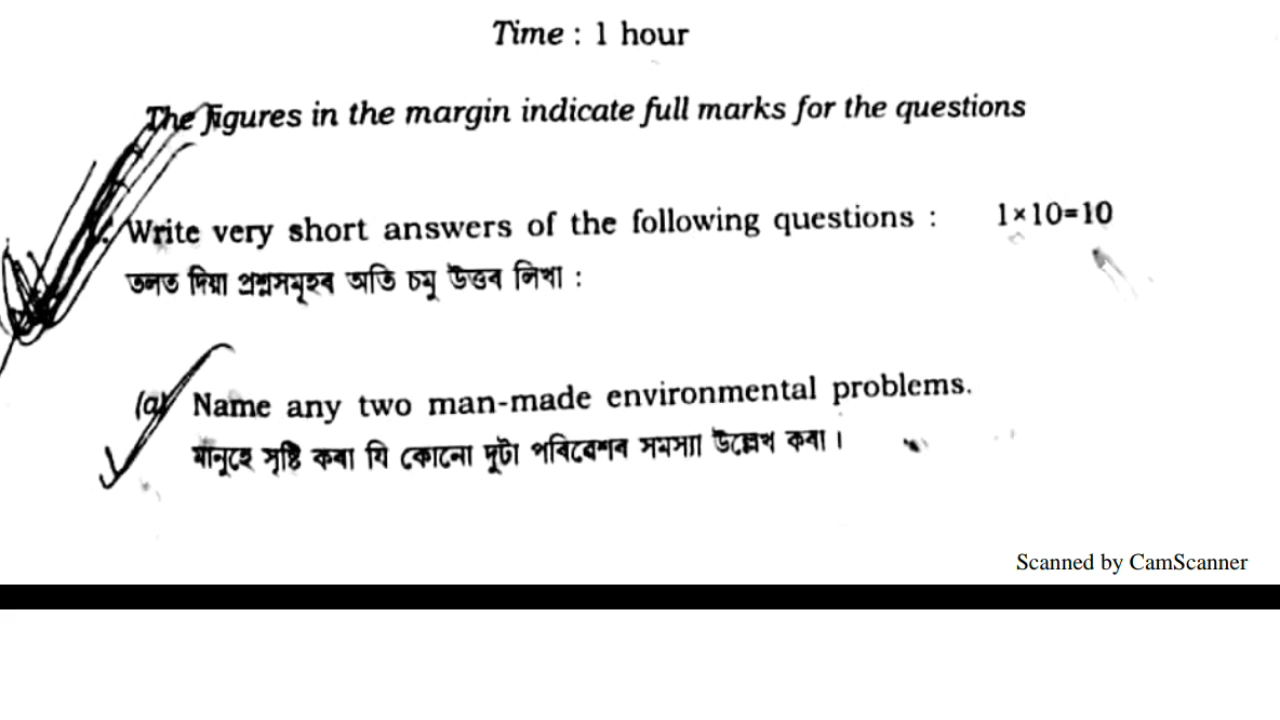 Time : 1 hour
The figures in the margin indicate full marks for the questions
Write very short answers of the following questions : 1×10=10
তলত দিয়া প্ৰশ্নসমূহৰ অতি চমু উত্তৰ লিখা :
(a) Name any two man-made environmental problems.
মানুহে সৃষ্টি কৰা যি কোনো দুটা পৰিৱেশৰ সমস্যা উল্লেখ কৰা ।
Scanned by CamScanner